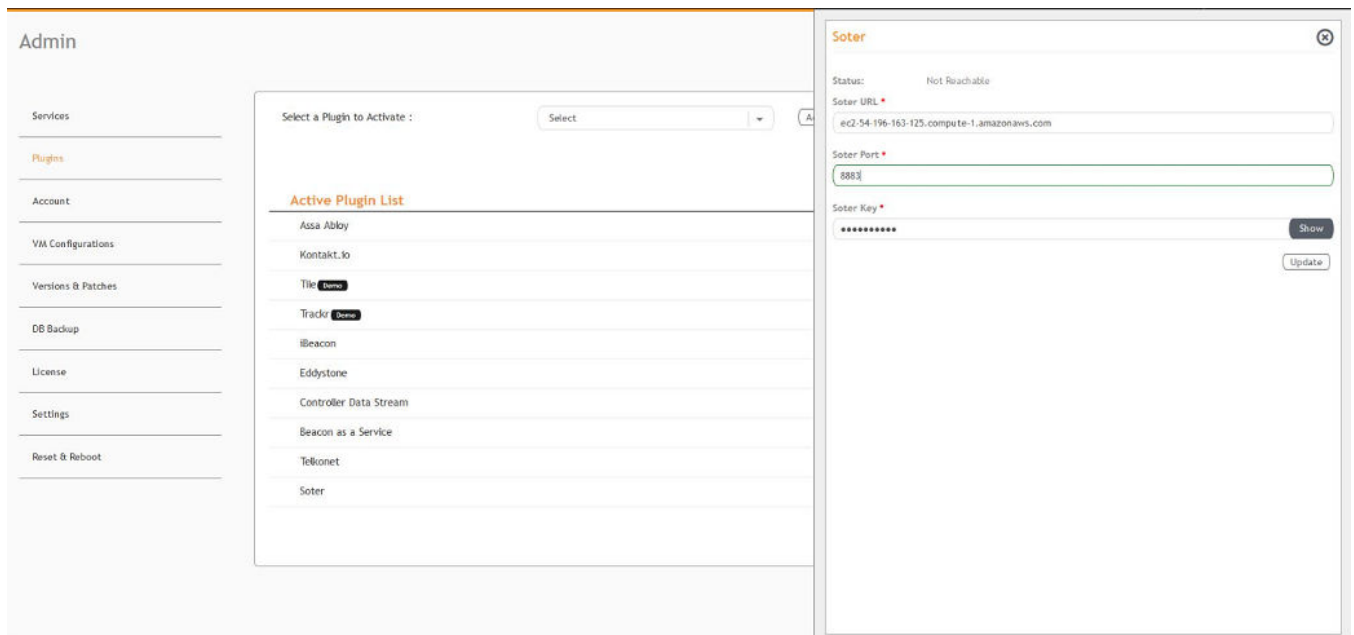 Admin
Services
Plugins
Account
VM Configurations
Versions & Patches
DB Backup
License
Settings
Reset & Reboot
Select a Plugin to Activate :
Select
Active Plugin List
Assa Abloy
Kontakt.io
Tile Demo
Trackr Demo
iBeacon
Eddystone
Controller Data Stream
Beacon as a Service
Telkonet
Soter
Soter
Status: Not Reachable
Soter URL *
ec2-54-196-163-125.compute-1.amazonaws.com
Soter Port *
8883
Soter Key *
•••••••••• Show
Update